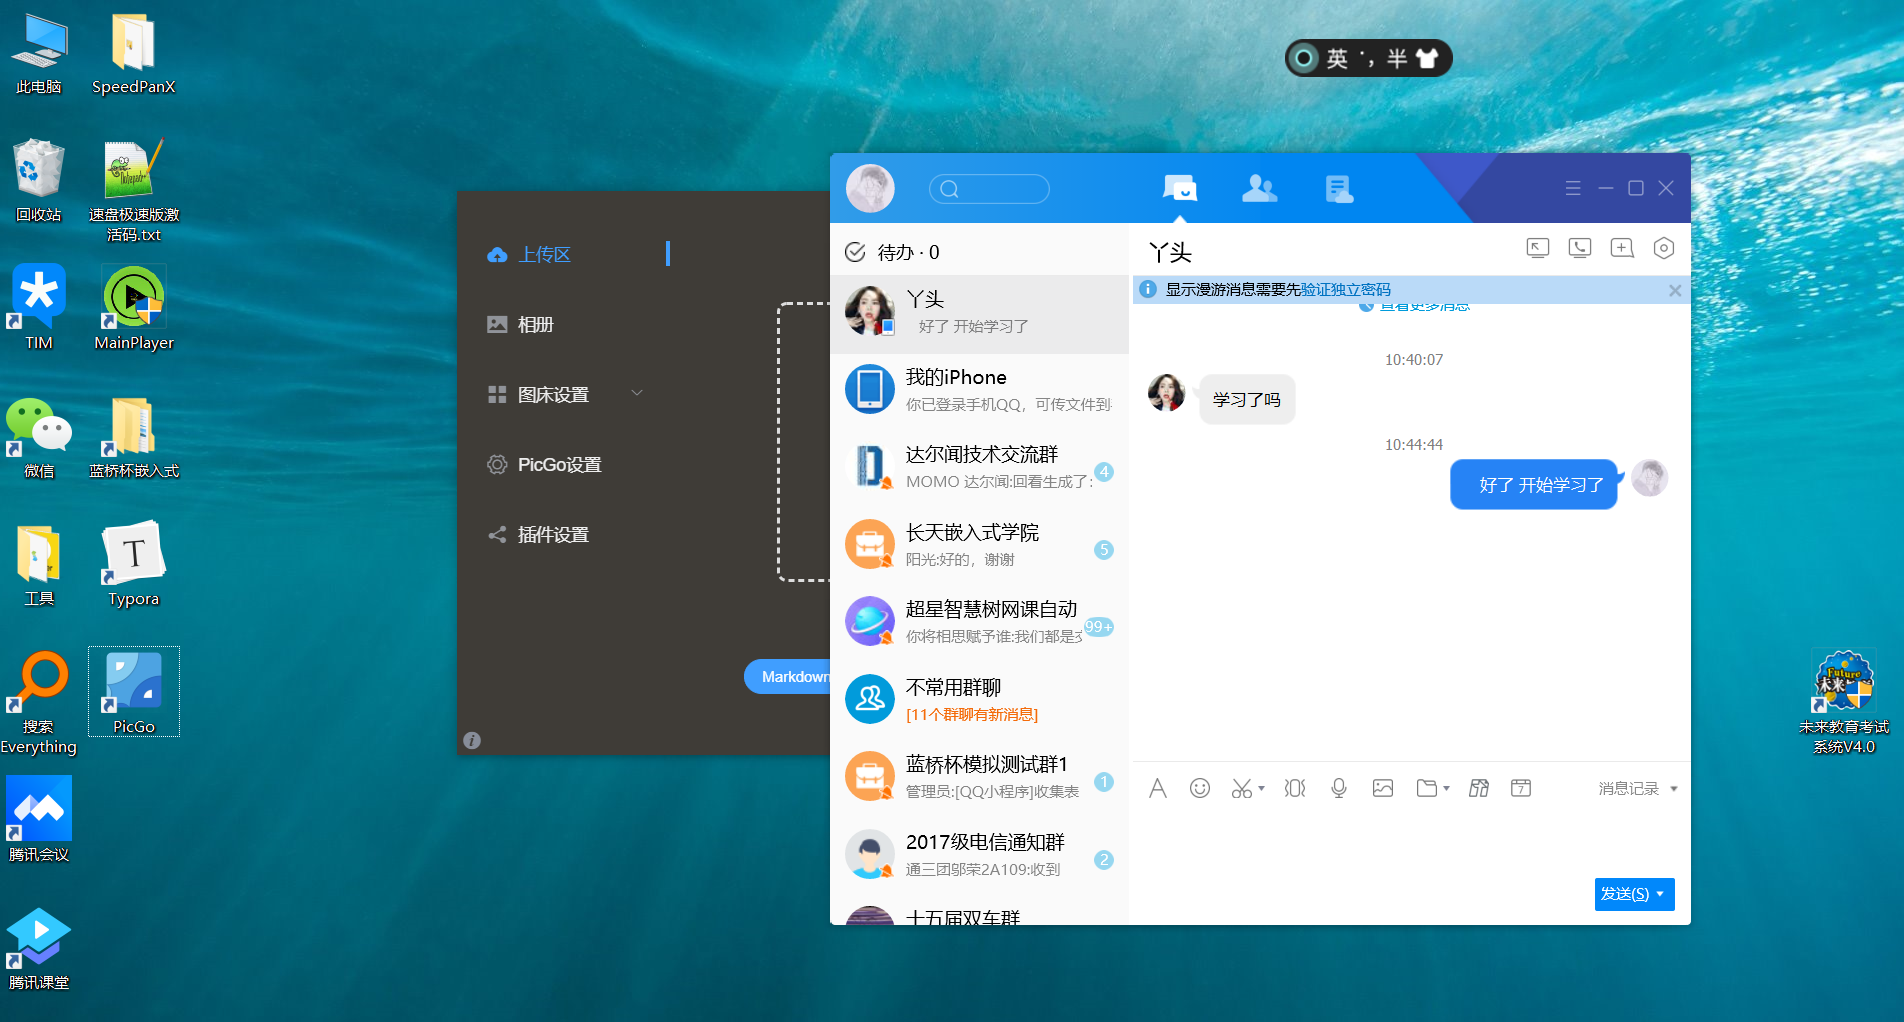 此电脑
SpeedPanX
回收站
速盘极速版激
活码.txt
TIM
MainPlayer
微信
蓝桥杯嵌入式
工具
Typora
搜索
Everything
PicGo
腾讯会议
腾讯课堂
英 半
上传区
相册
图床设置
PicGo设置
插件设置
Markdown
待办 · 0
丫头
好了 开始学习了
我的iPhone
你已登录手机QQ，可传文件到
达尔闻技术交流群
MOMO 达尔闻:回看生成了:
4
长天嵌入式学院
阳光:好的，谢谢
5
超星智慧树网课自动
你将相思赋予谁:我们都是
99+
不常用群聊
[11个群聊有新消息]
蓝桥杯模拟测试群1
管理员:[QQ小程序]收集表
1
2017级电信通知群
通三团邬荣2A109:收到
2
十五届双车群
丫头
显示漫游消息需要先验证独立密码
查看更多消息
10:40:07
学习了吗
10:44:44
好了 开始学习了
消息记录
发送(S)
未来教育考试
系统V4.0